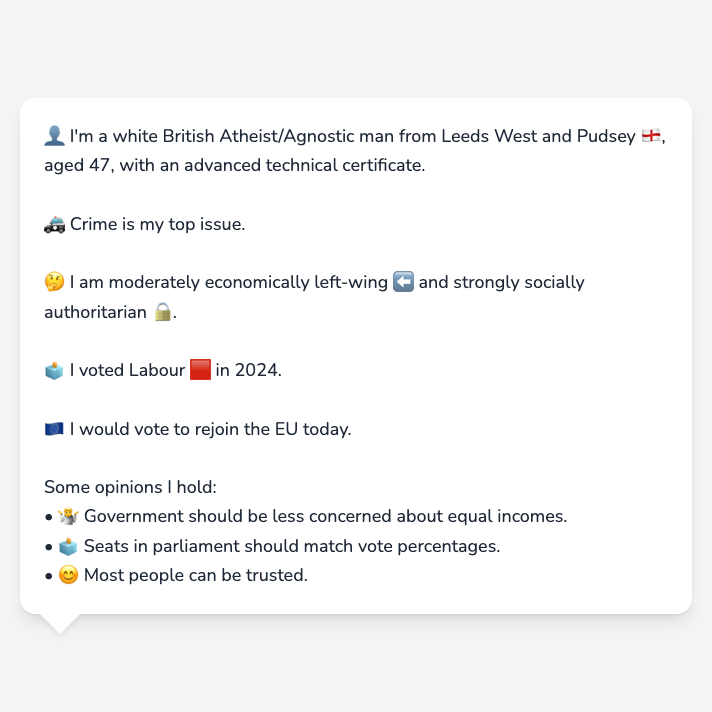 👤 I'm a white British Atheist/Agnostic man from Leeds West and Pudsey 🏴󠁧󠁢󠁥󠁮󠁧󠁿,
aged 47, with an advanced technical certificate.
🚓 Crime is my top issue.
🤔 I am moderately economically left-wing ⬅️ and strongly socially
authoritarian 🔒.
🗳️ I voted Labour 🟥 in 2024.
🇪🇺 I would vote to rejoin the EU today.
Some opinions I hold:
• 🤷 Government should be less concerned about equal incomes.
• 🗳️ Seats in parliament should match vote percentages.
• 😊 Most people can be trusted.